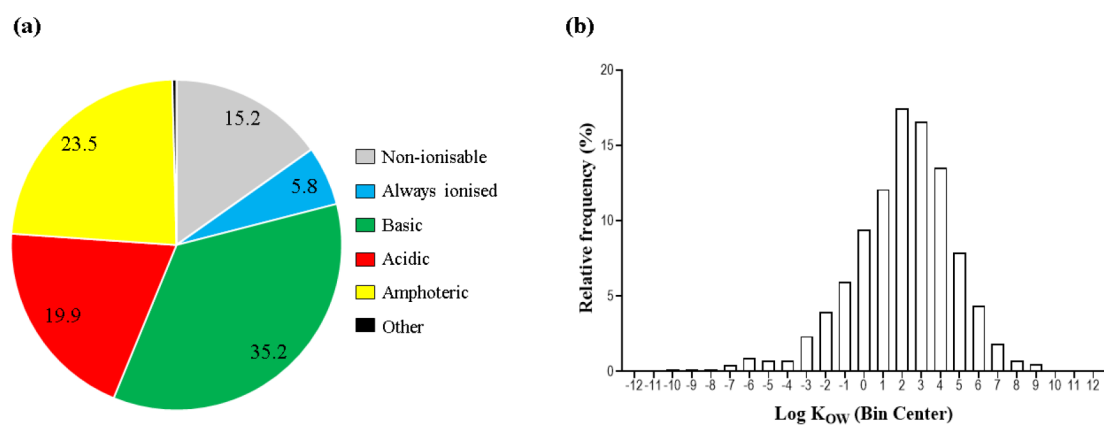 (a)
15.2
5.8
35.2
19.9
23.5
Non-ionisable
Always ionised
Basic
Acidic
Amphoteric
Other
(b)
Relative frequency (%)
20
15
10
5
0
-12 -11 -10 -9 -8 -7 -6 -5 -4 -3 -2 -1 0 1 2 3 4 5 6 7 8 9 10 11 12
Log KOW (Bin Center)